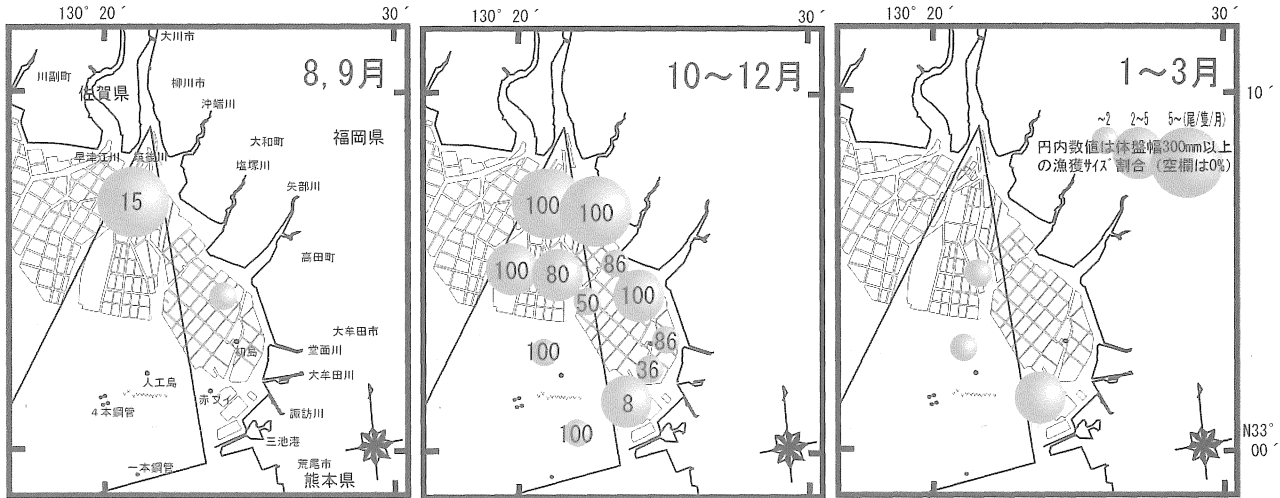 130° 20´
30´
130° 20´
30´
130° 20´
30´
8, 9月
大川市
川副町
佐賀県
柳川市
沖端川
福岡県
大和町
早津江川
筑後川
塩塚川
矢部川
15
高田町
大牟田市
初島
堂面川
人工島
大牟田川
赤ブイ
4本鋼管
諏訪川
三池港
一本鋼管
荒尾市
熊本県
10～12月
100
100
100
80
86
50
100
100
86
36
8
100
1～3月
10´
～2
2～5
5～(尾/隻/月)
円内数値は体盤幅300mm以上
の漁獲サイズ割合 (空欄は0%)
N33°
00´